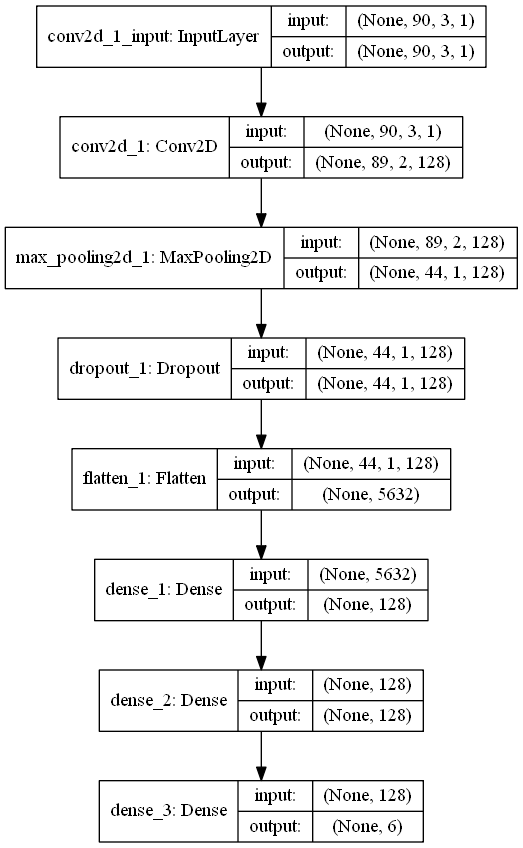 conv2d_1_input: InputLayer
input: (None, 90, 3, 1)
output: (None, 90, 3, 1)
conv2d_1: Conv2D
input: (None, 90, 3, 1)
output: (None, 89, 2, 128)
max_pooling2d_1: MaxPooling2D
input: (None, 89, 2, 128)
output: (None, 44, 1, 128)
dropout_1: Dropout
input: (None, 44, 1, 128)
output: (None, 44, 1, 128)
flatten_1: Flatten
input: (None, 44, 1, 128)
output: (None, 5632)
dense_1: Dense
input: (None, 5632)
output: (None, 128)
dense_2: Dense
input: (None, 128)
output: (None, 128)
dense_3: Dense
input: (None, 128)
output: (None, 6)